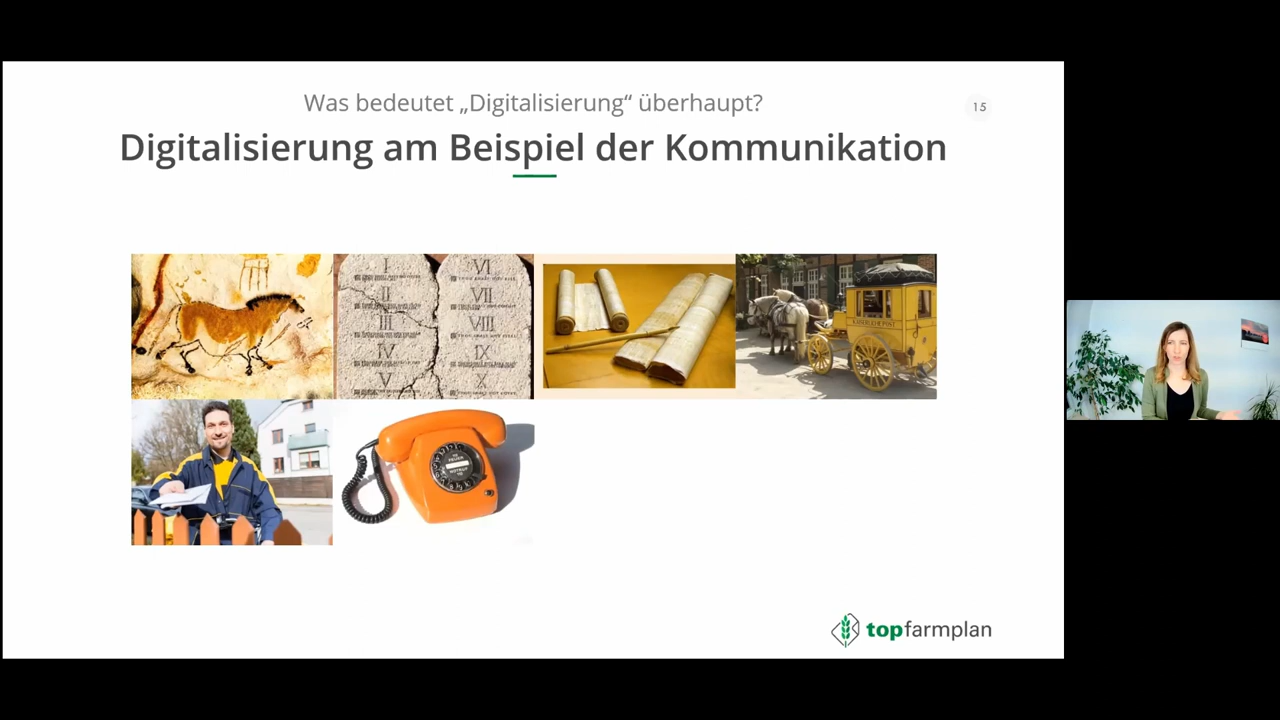 Was bedeutet „Digitalisierung“ überhaupt?
15
Digitalisierung am Beispiel der Kommunikation
I
VI
II
VII
III
VIII
IV
IX
V
X
topfarmplan